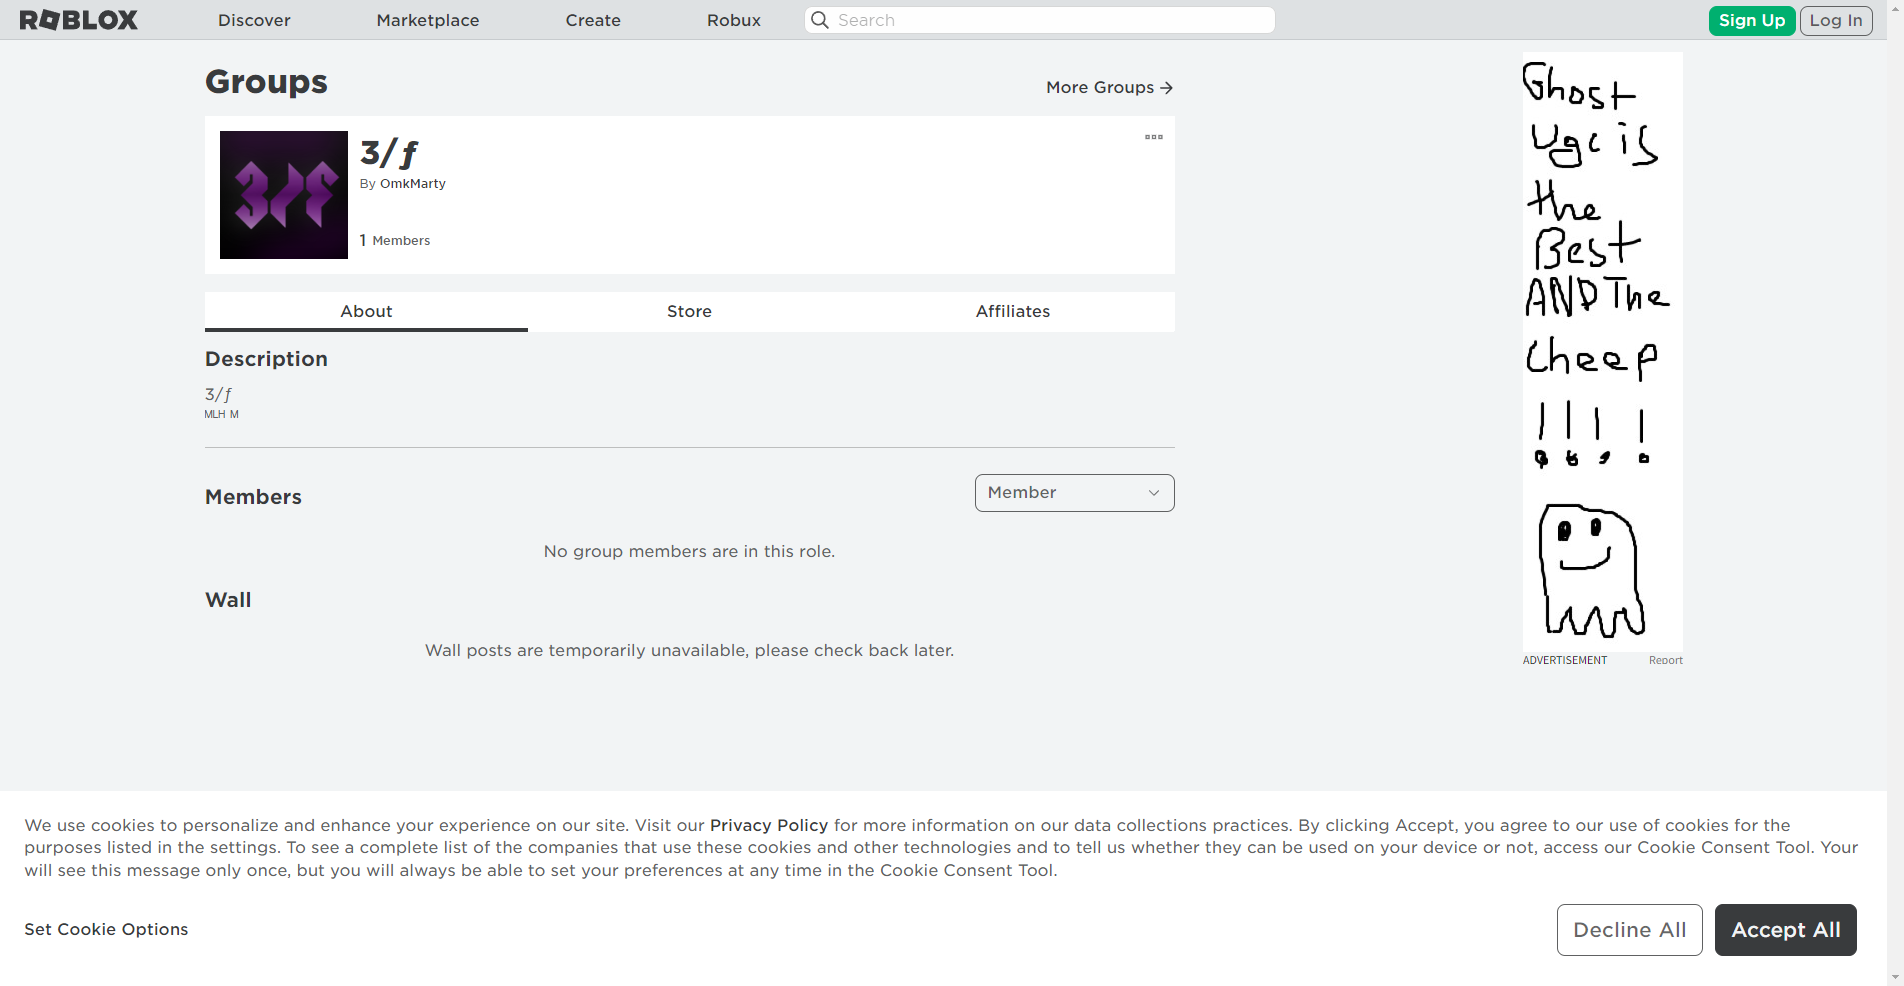 ROBLOX Discover Marketplace Create Robux Search Sign Up Log In
Groups
More Groups →
3/f
3/ƒ
By OmkMarty
1 Members
About Store Affiliates
Description
3/ƒ
MLH M
Members
Member
No group members are in this role.
Wall
Wall posts are temporarily unavailable, please check back later.
Ghost
Ugc is
the
Best
AND The
Cheep
!!!!
ADVERTISEMENT Report
We use cookies to personalize and enhance your experience on our site. Visit our Privacy Policy for more information on our data collections practices. By clicking Accept, you agree to our use of cookies for the
purposes listed in the settings. To see a complete list of the companies that use these cookies and other technologies and to tell us whether they can be used on your device or not, access our Cookie Consent Tool. Your
will see this message only once, but you will always be able to set your preferences at any time in the Cookie Consent Tool.
Set Cookie Options
Decline All Accept All